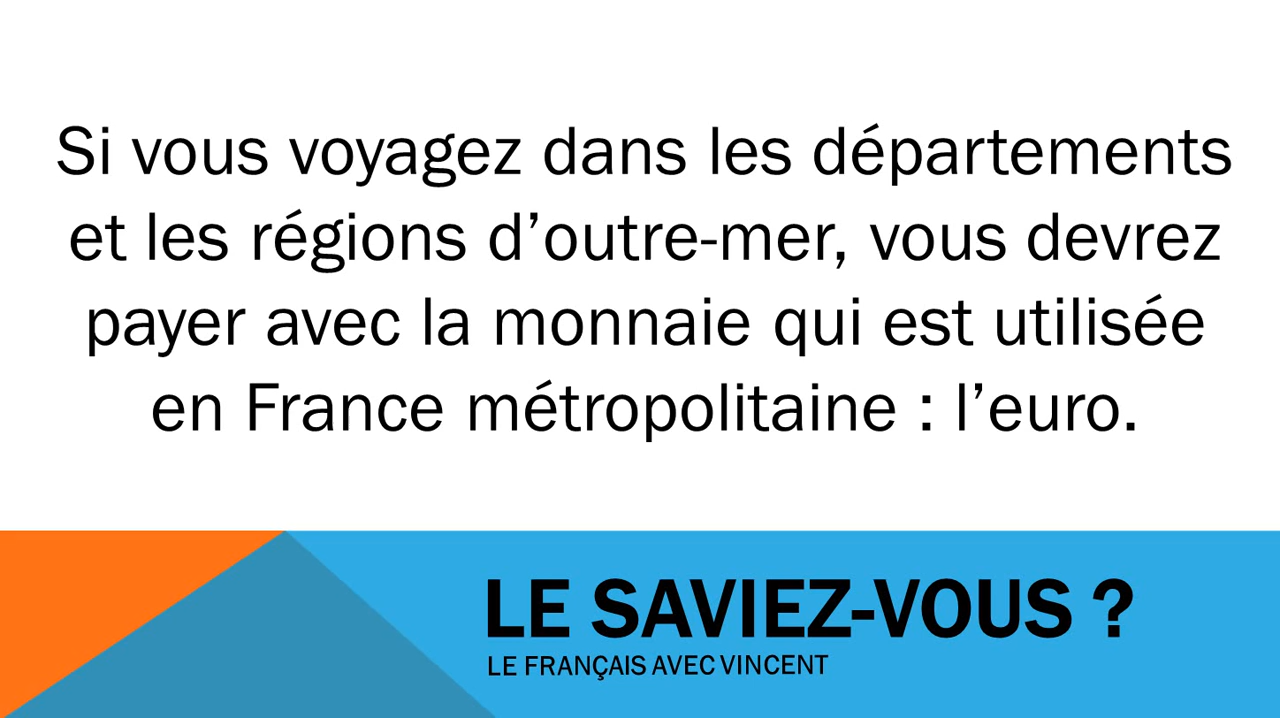 Si vous voyagez dans les départements
et les régions d’outre-mer, vous devrez
payer avec la monnaie qui est utilisée
en France métropolitaine : l’euro.
LE SAVIEZ-VOUS ?
LE FRANÇAIS AVEC VINCENT